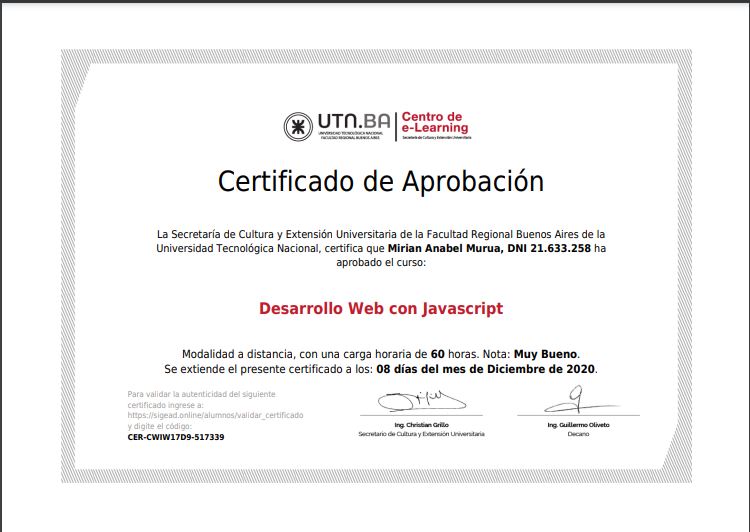 UTN.BA
UNIVERSIDAD TECNOLÓGICA NACIONAL
FACULTAD REGIONAL BUENOS AIRES
Centro de
e-Learning
Secretaría de Cultura y Extensión Universitaria
Certificado de Aprobación
La Secretaría de Cultura y Extensión Universitaria de la Facultad Regional Buenos Aires de la
Universidad Tecnológica Nacional, certifica que Mirian Anabel Murua, DNI 21.633.258 ha
aprobado el curso:
Desarrollo Web con Javascript
Modalidad a distancia, con una carga horaria de 60 horas. Nota: Muy Bueno.
Se extiende el presente certificado a los: 08 días del mes de Diciembre de 2020.
Para validar la autenticidad del siguiente
certificado ingrese a:
https://sigead.online/alumnos/validar_certificado
y digite el código:
CER-CWIW17D9-517339
Ing. Christian Grillo
Secretario de Cultura y Extensión Universitaria
Ing. Guillermo Oliveto
Decano